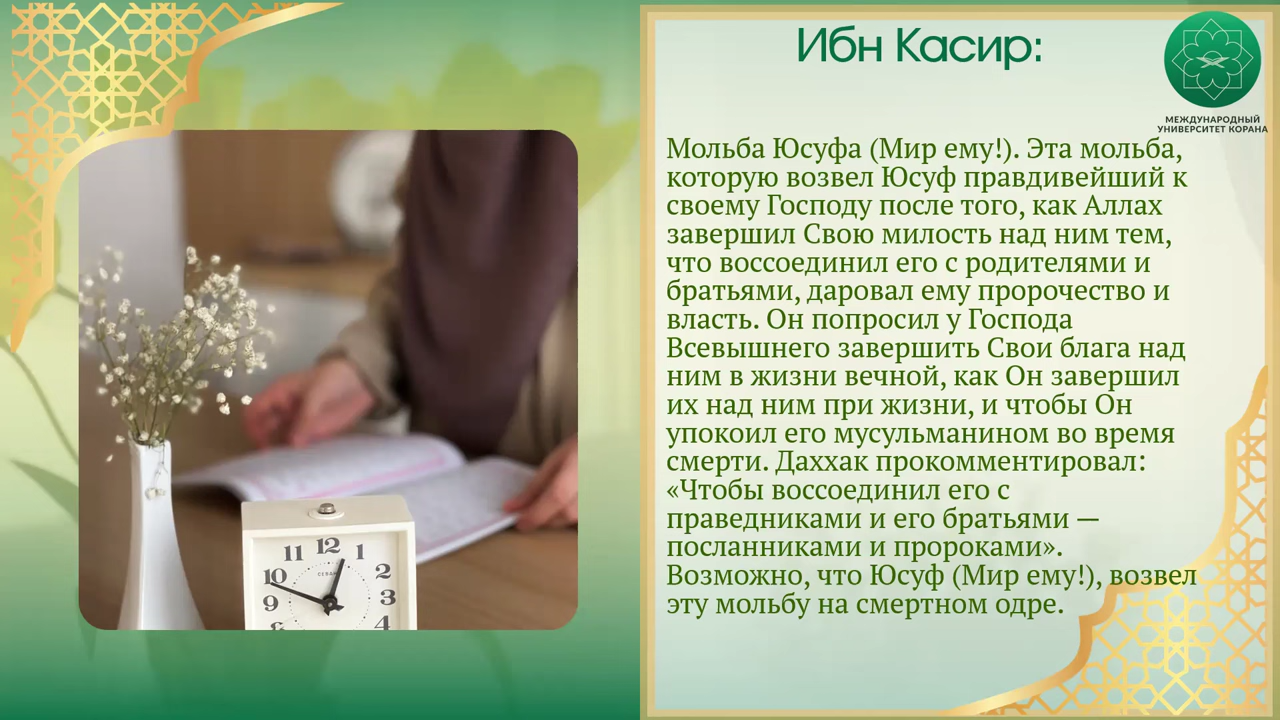 Ибн Касир:
МЕЖДУНАРОДНЫЙ
УНИВЕРСИТЕТ КОРАНА
Мольба Юсуфа (Мир ему!). Эта мольба,
которую возвел Юсуф правдивейший к
своему Господу после того, как Аллах
завершил Свою милость над ним тем,
что воссоединил его с родителями и
братьями, даровал ему пророчество и
власть. Он попросил у Господа
Всевышнего завершить Свои блага над
ним в жизни вечной, как Он завершил
их над ним при жизни, и чтобы Он
упокоил его мусульманином во время
смерти. Даххак прокомментировал:
«Чтобы воссоединил его с
праведниками и его братьями —
посланниками и пророками».
Возможно, что Юсуф (Мир ему!), возвел
эту мольбу на смертном одре.
11 12 1
10 2
9 3
8 4